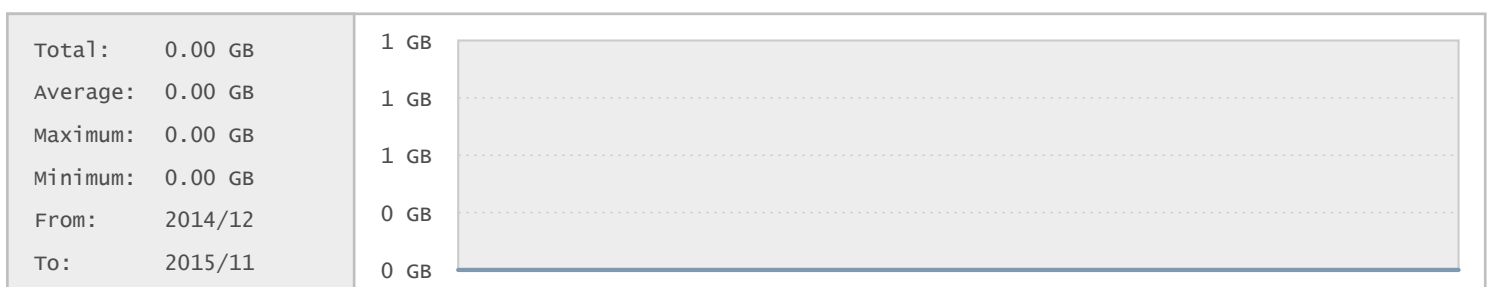 Total: 0.00 GB
Average: 0.00 GB
Maximum: 0.00 GB
Minimum: 0.00 GB
From: 2014/12
To: 2015/11
1 GB
1 GB
1 GB
0 GB
0 GB